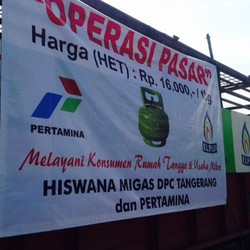 "OPERASI PASAR"
Harga (HET) : Rp. 16.000,- /
PERTAMINA
Melayani Konsumen Rumah Tangga & Usaha Mikro
HISWANA MIGAS DPC TANGERANG
dan PERTAMINA